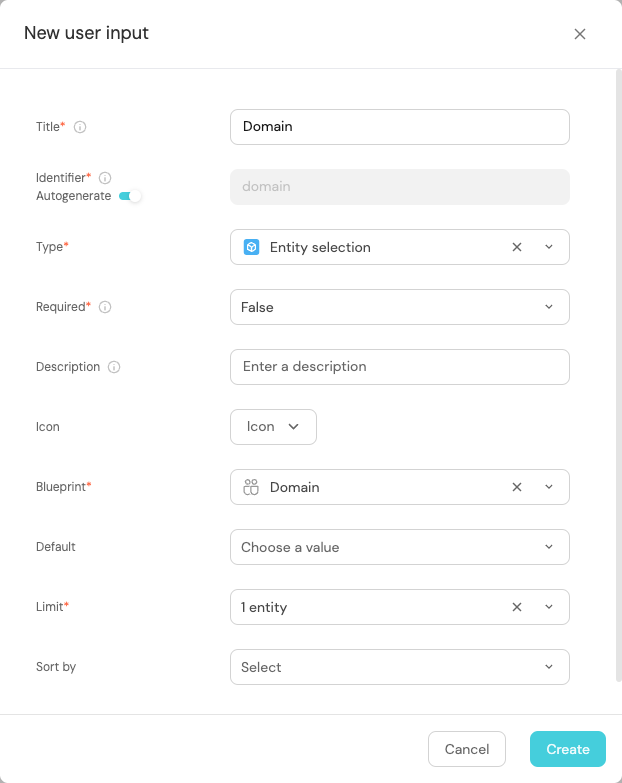 New user input
Title*
Domain
Identifier*
Autogenerate
domain
Type*
Entity selection
Required*
False
Description
Enter a description
Icon
Icon
Blueprint*
Domain
Default
Choose a value
Limit*
1 entity
Sort by
Select
Cancel
Create